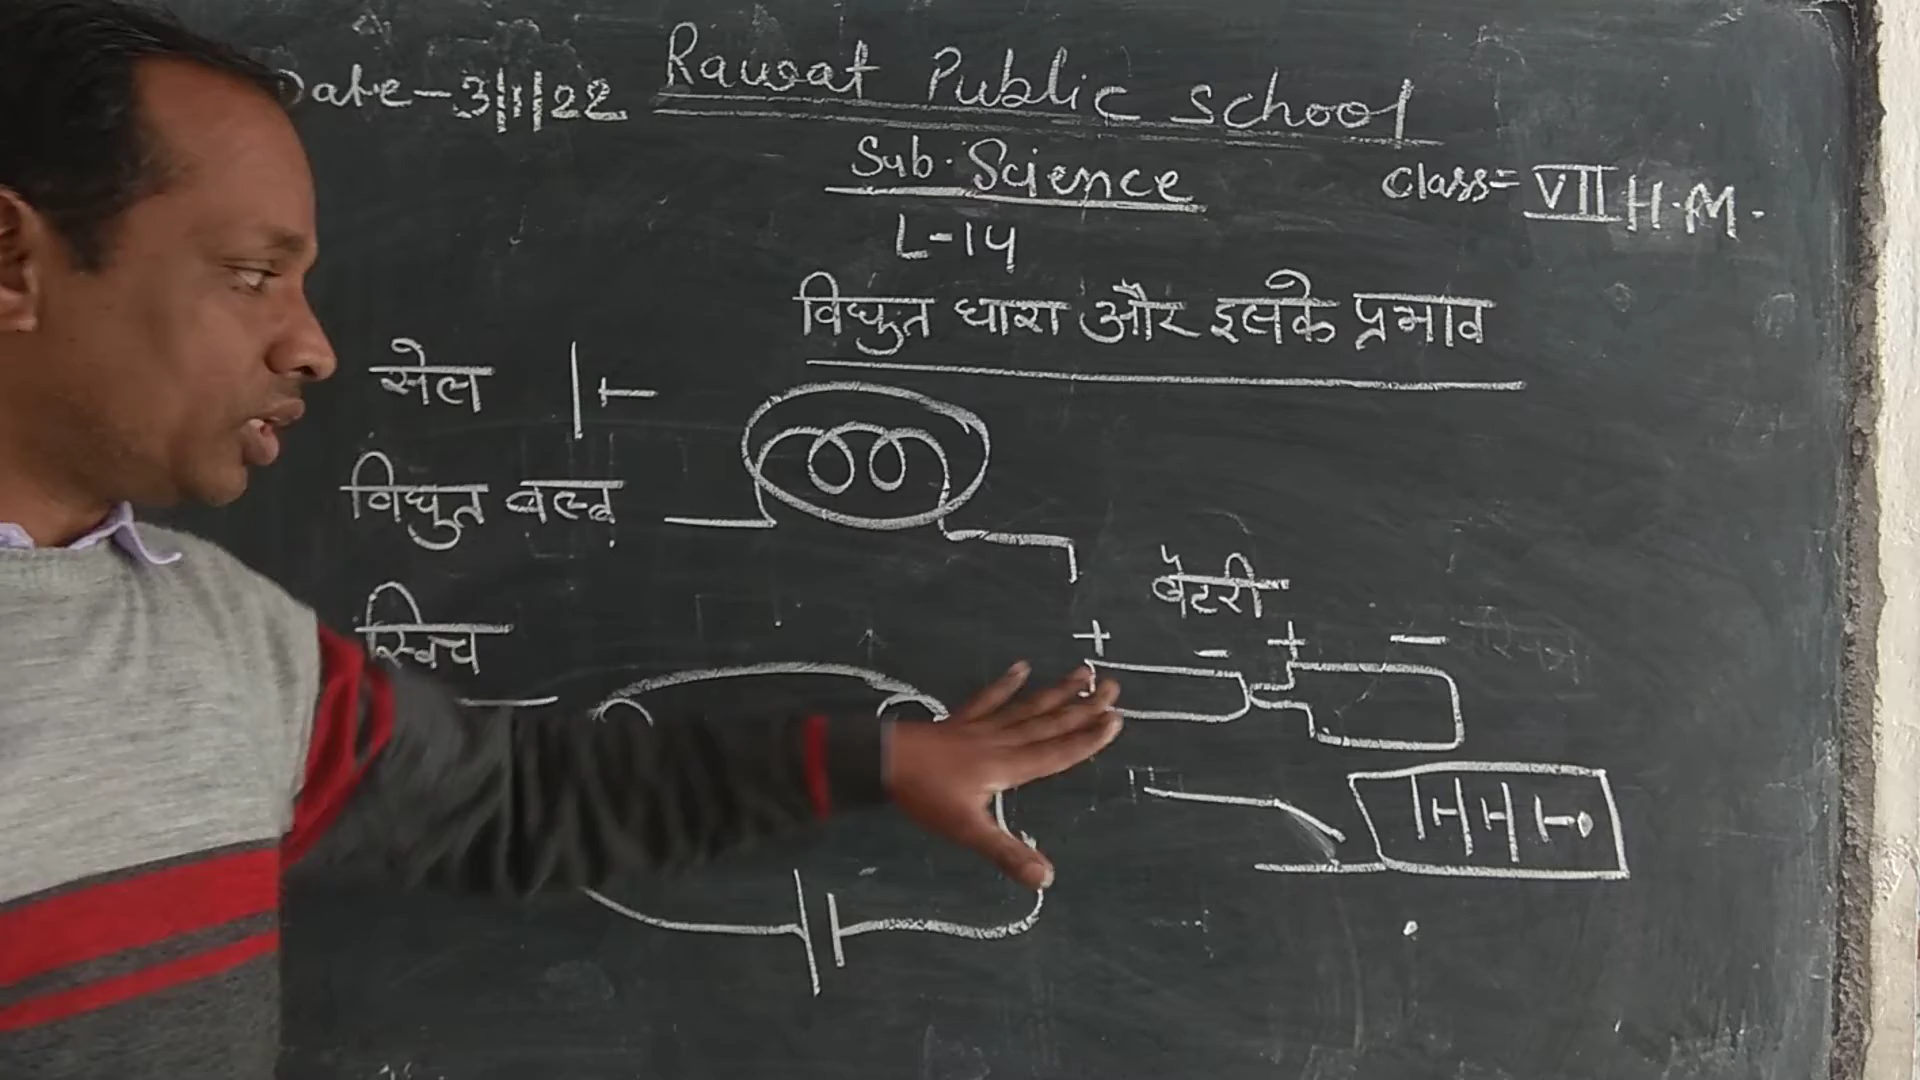 Date-3/1/22 Rawat Public School
Sub. Science
Class= VII H.M.
L-14
विधुत धारा और इसके प्रभाव
सेल
विधुत बल्ब
बैटरी
+ - + -
स्विच